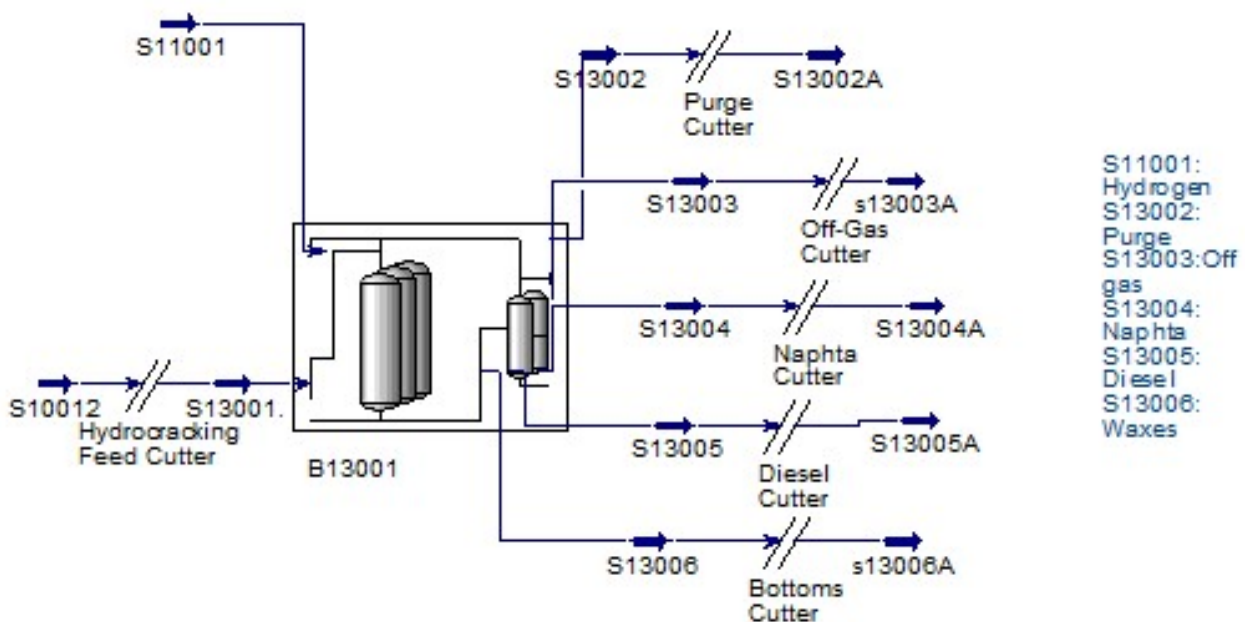 S11001
S13002
Purge
Cutter
S13002A
S13003
Off-Gas
Cutter
s13003A
S13004
Naphta
Cutter
S13004A
S10012
Hydrocracking
Feed Cutter
S13001.
B13001
S13005
Diesel
Cutter
S13005A
S13006
Bottoms
Cutter
s13006A
S11001:
Hydrogen
S13002:
Purge
S13003:Off
gas
S13004:
Naphta
S13005:
Diesel
S13006:
Waxes